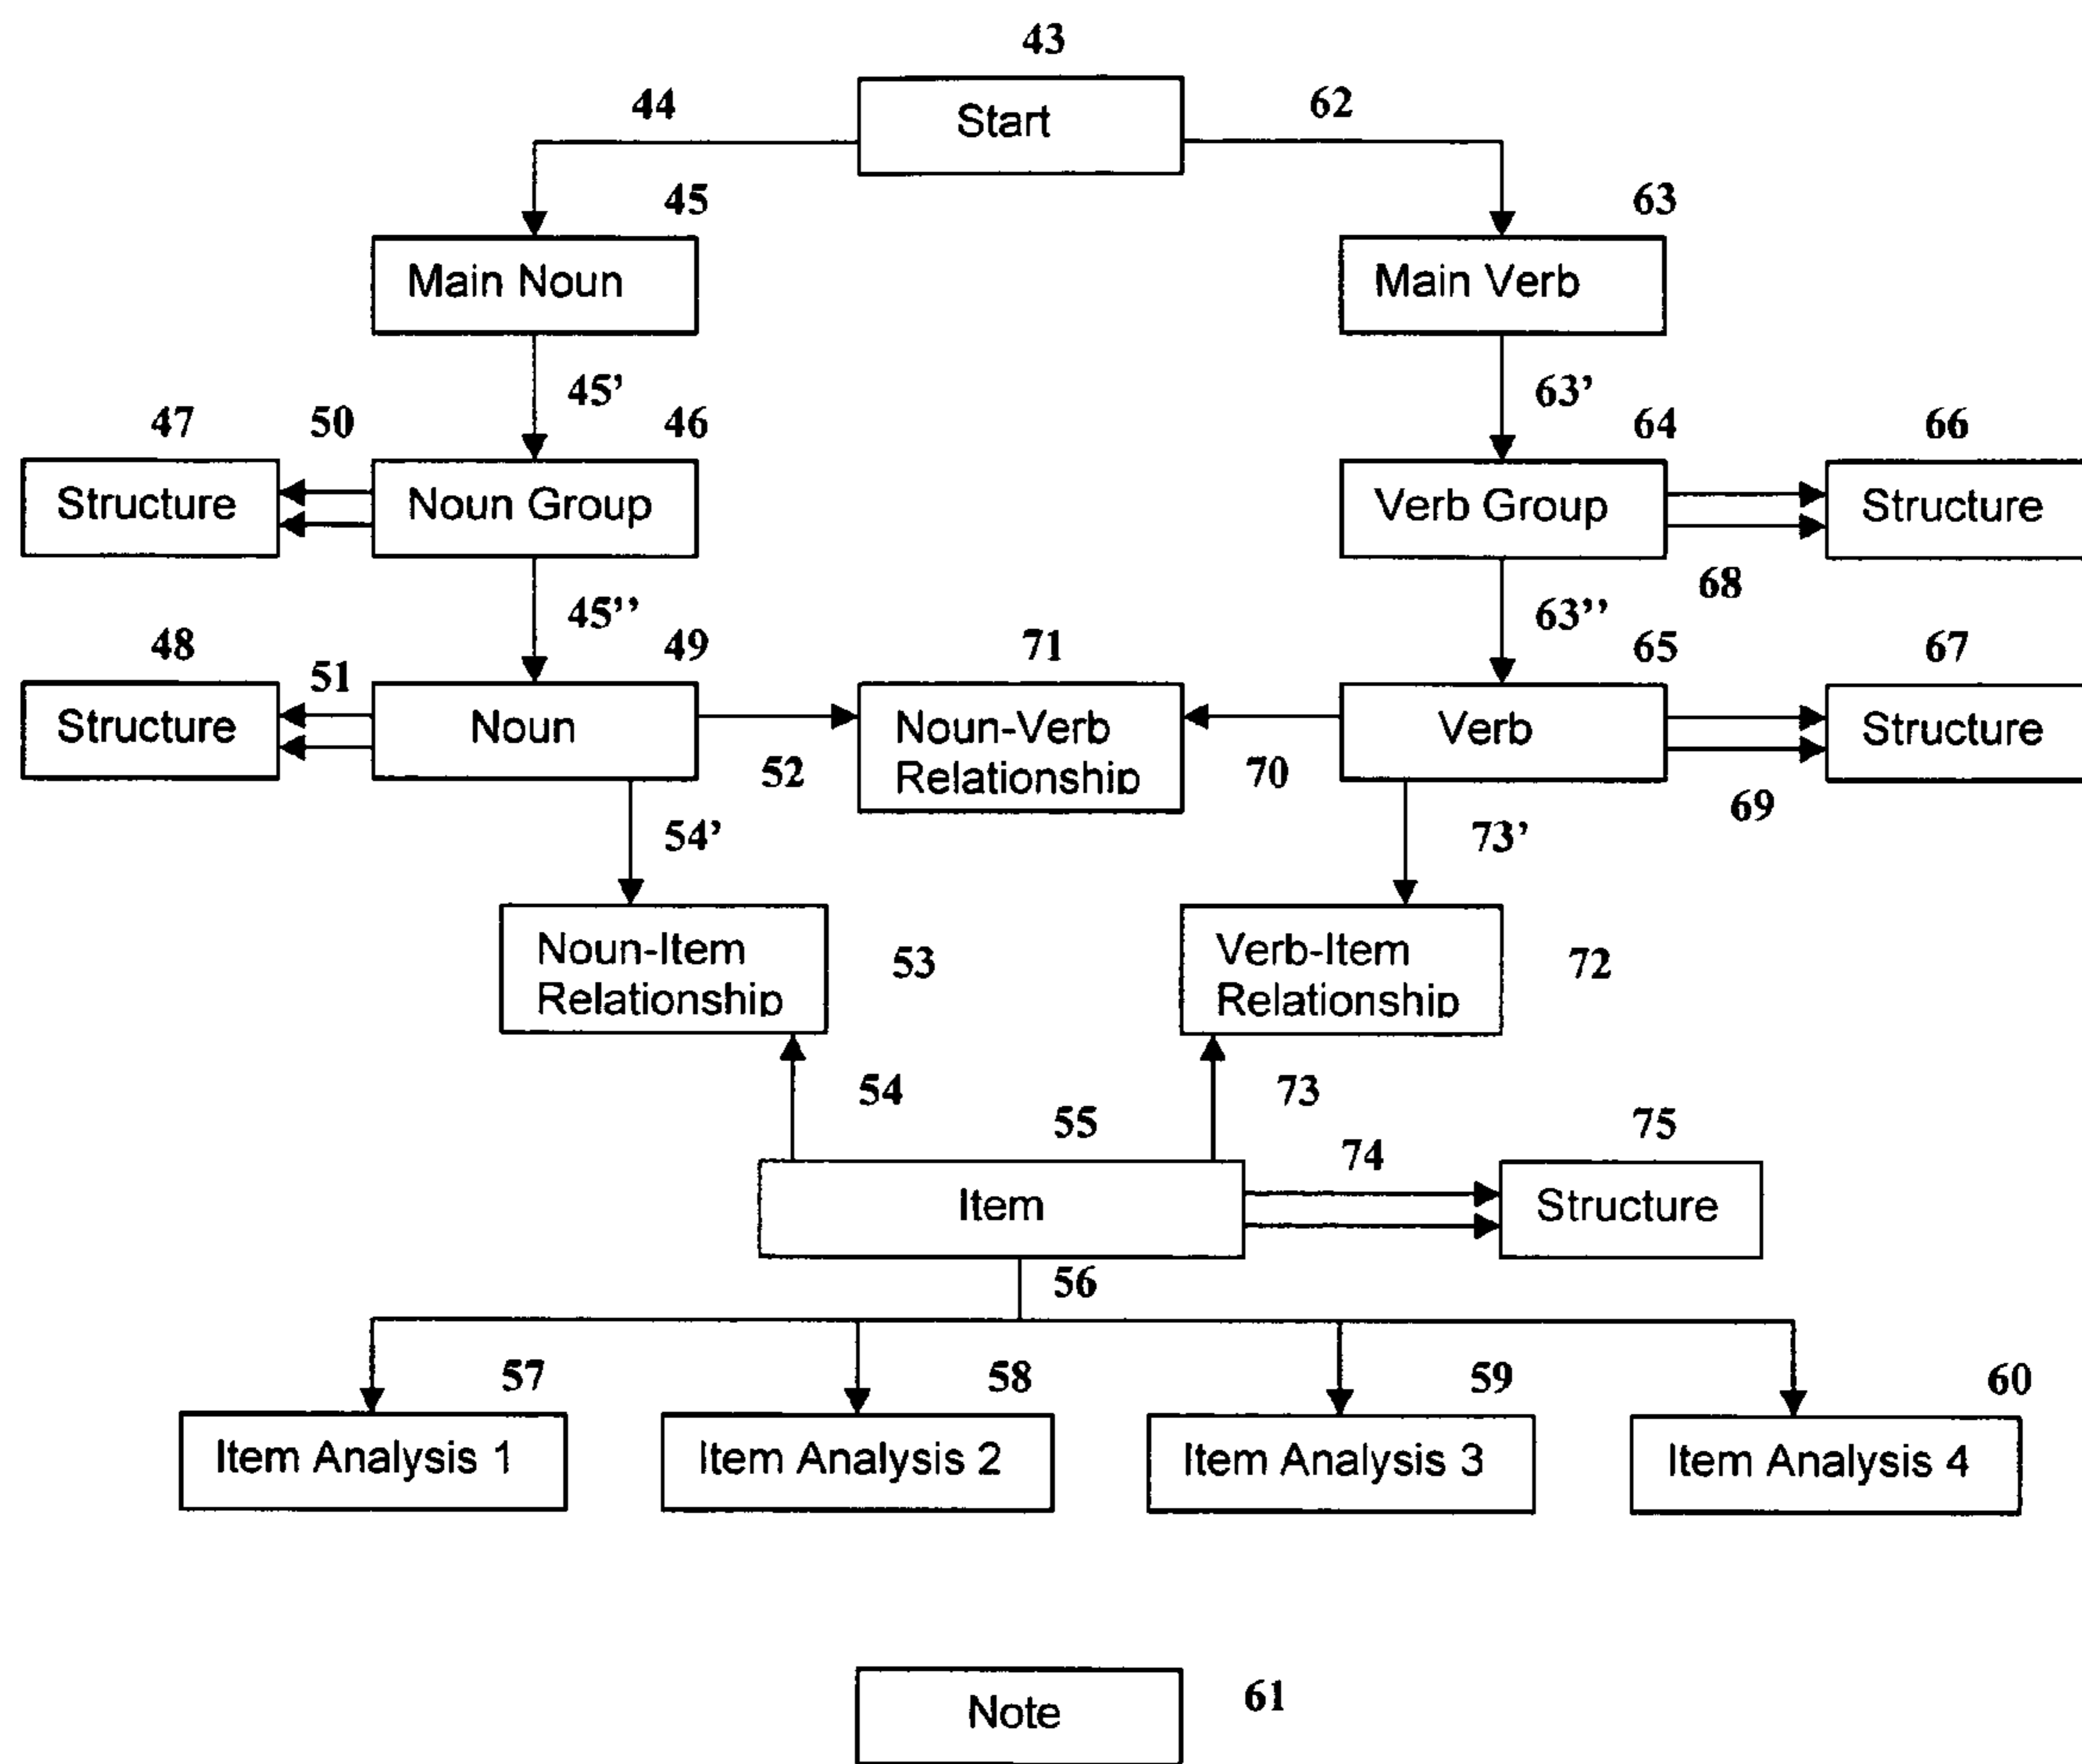 43
Start
44
62
45
63
Main Noun
Main Verb
45'
63’
47
50
46
64
66
Structure
Noun Group
Verb Group
Structure
68
45’’
63’’
48
51
49
71
65
67
Structure
Noun
Noun-Verb
Relationship
Verb
Structure
52
70
69
54’
73’
Noun-Item
Relationship
53
Verb-Item
Relationship
72
54
73
55
74
75
Item
Structure
56
57
58
59
60
Item Analysis 1
Item Analysis 2
Item Analysis 3
Item Analysis 4
Note
61